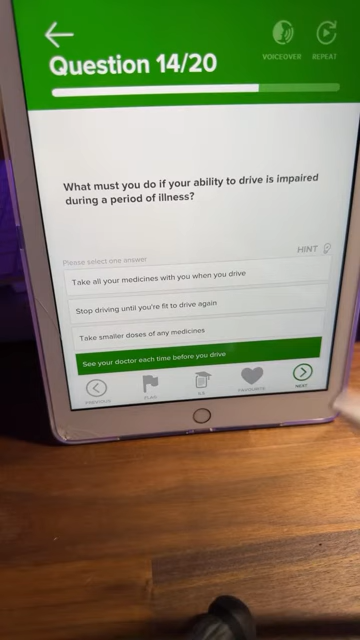 VOICEOVER REPEAT
Question 14/20
What must you do if your ability to drive is impaired
during a period of illness?
HINT
Please select one answer
Take all your medicines with you when you drive
Stop driving until you're fit to drive again
Take smaller doses of any medicines
See your doctor each time before you drive
PREVIOUS FLAG FAVOURITE NEXT